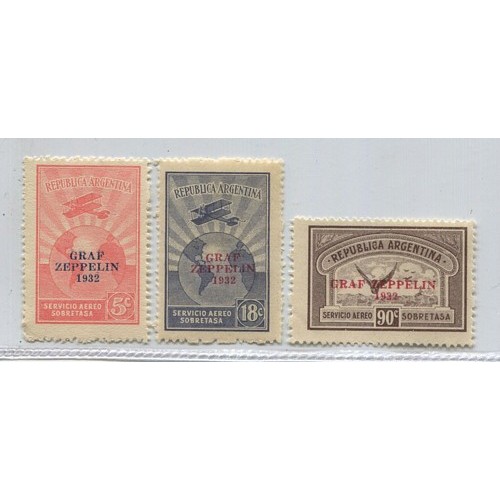 REPUBLICA ARGENTINA
GRAF
ZEPPELIN
1932
SERVICIO AEREO
SOBRETASA
5c
REPUBLICA ARGENTINA
GRAF
ZEPPELIN
1932
SERVICIO AEREO
SOBRETASA
18c
REPUBLICA ARGENTINA
GRAF ZEPPELIN
1932
SERVICIO AEREO 90c SOBRETASA